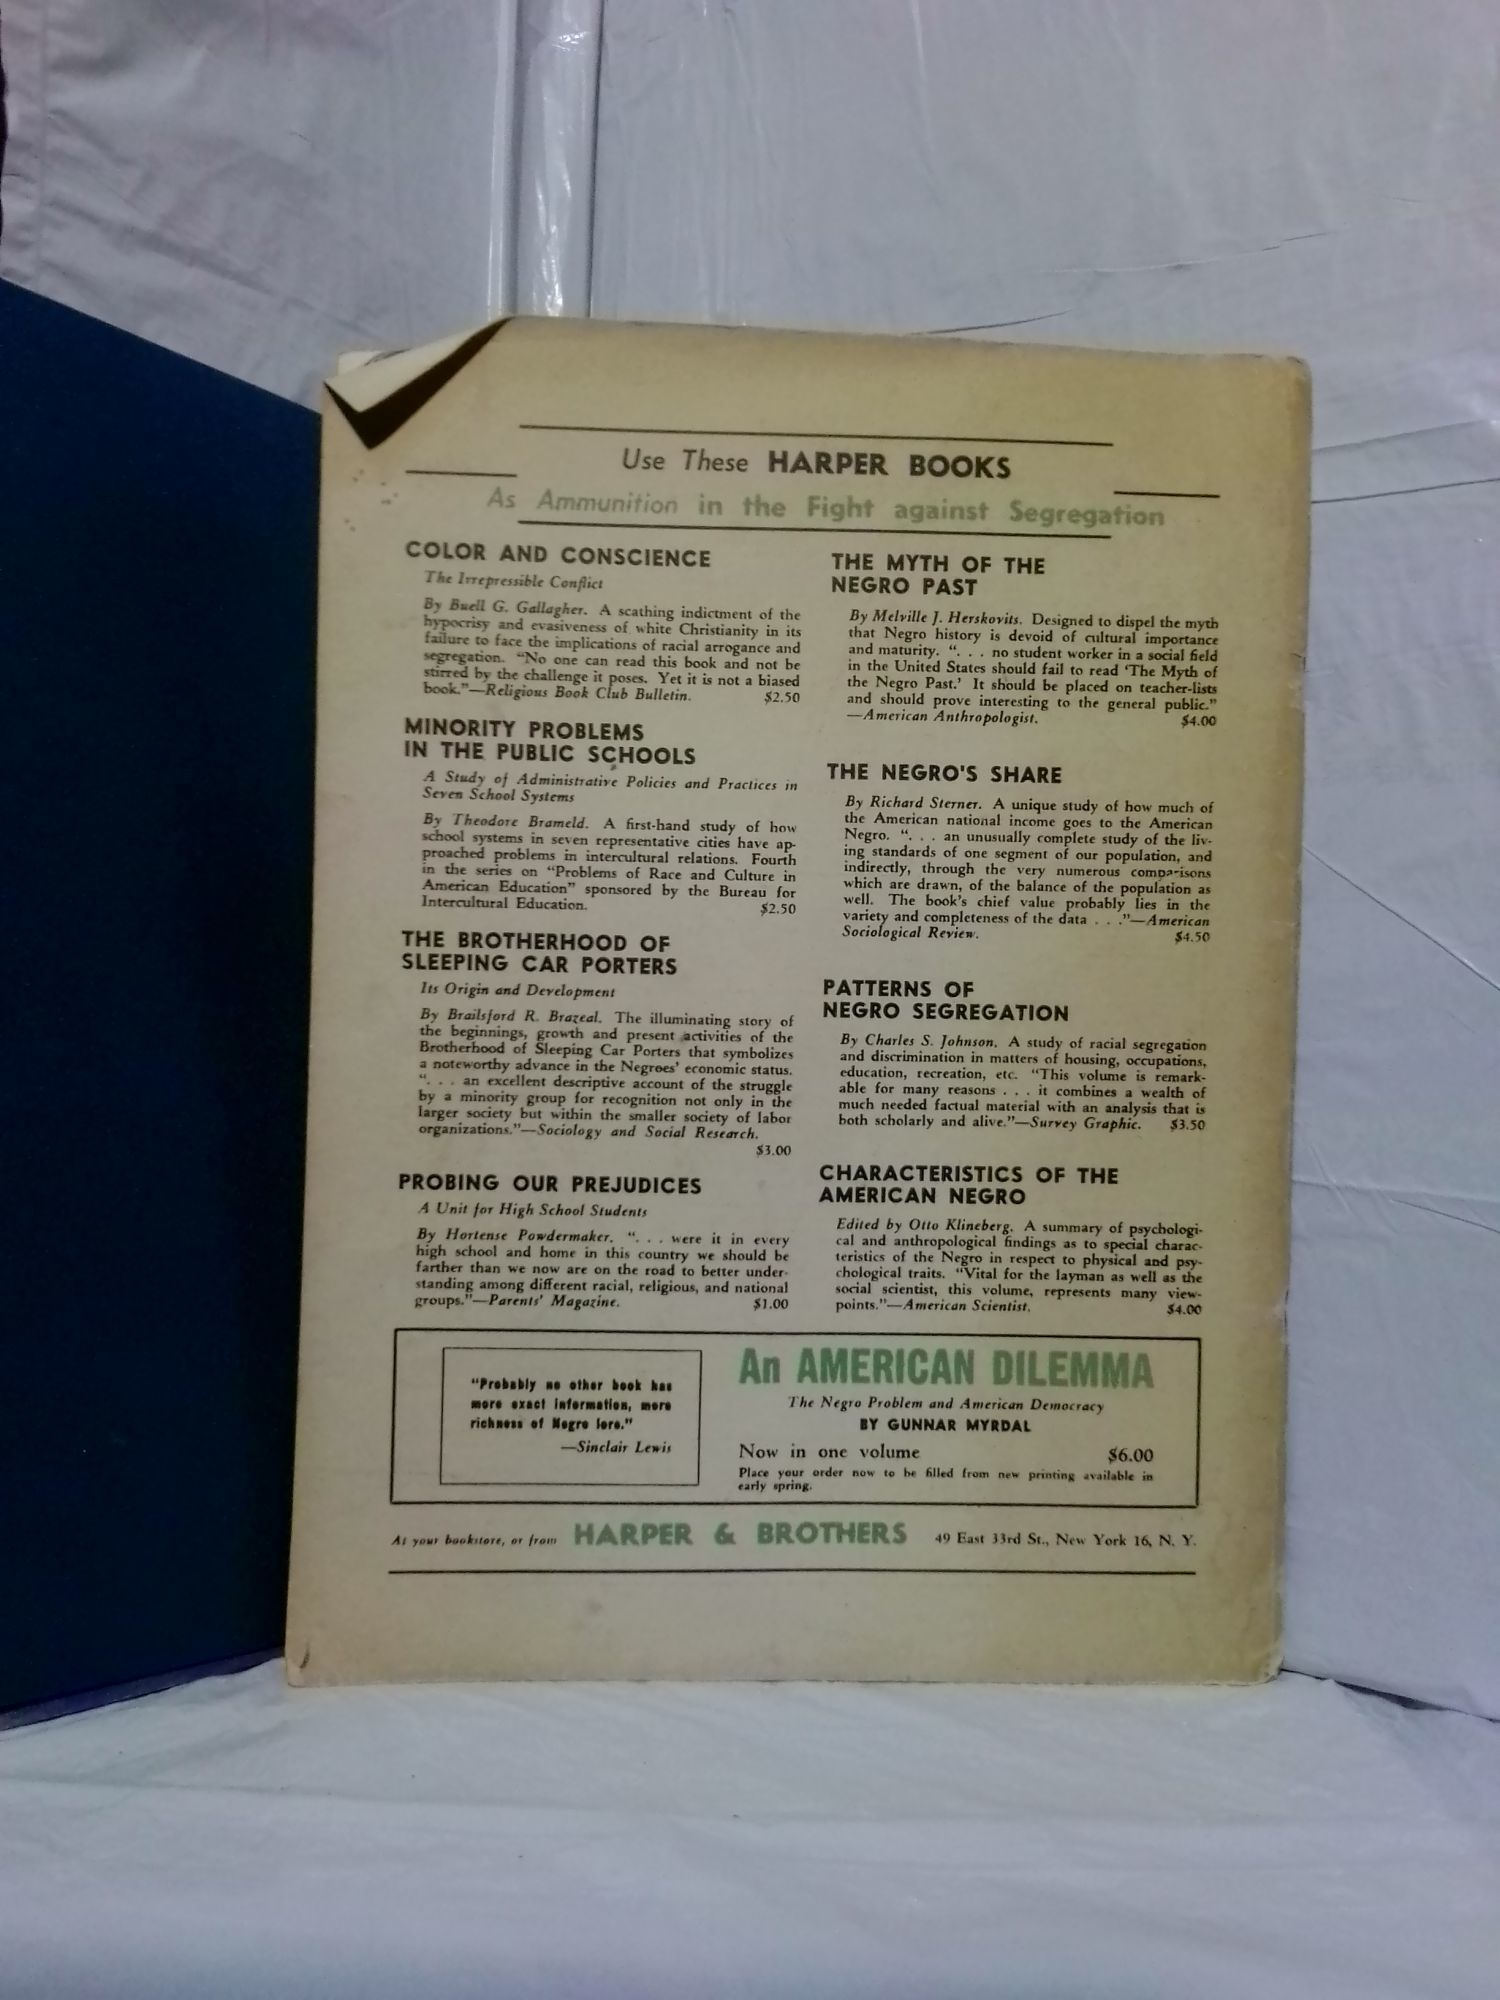 Use These HARPER BOOKS
As Ammunition in the Fight against Segregation
COLOR AND CONSCIENCE
The Irrepressible Conflict
By Buell G. Gallagher. A scathing indictment of the
hypocrisy and evasiveness of white Christianity in its
failure to face the implications of racial arrogance and
segregation. "No one can read this book and not be
stirred by the challenge it poses. Yet it is not a biased
book."—Religious Book Club Bulletin. $2.50
MINORITY PROBLEMS
IN THE PUBLIC SCHOOLS
A Study of Administrative Policies and Practices in
Seven School Systems
By Theodore Brameld. A first-hand study of how
school systems in seven representative cities have ap-
proached problems in intercultural relations. Fourth
in the series on "Problems of Race and Culture in
American Education" sponsored by the Bureau for
Intercultural Education. $2.50
THE BROTHERHOOD OF
SLEEPING CAR PORTERS
Its Origin and Development
By Brailsford R. Brazeal. The illuminating story of
the beginnings, growth and present activities of the
Brotherhood of Sleeping Car Porters that symbolizes
a noteworthy advance in the Negroes' economic status.
". . . an excellent descriptive account of the struggle
by a minority group for recognition not only in the
larger society but within the smaller society of labor
organizations."—Sociology and Social Research.
$3.00
PROBING OUR PREJUDICES
A Unit for High School Students
By Hortense Powdermaker. ". . . were it in every
high school and home in this country we should be
farther than we now are on the road to better under-
standing among different racial, religious, and national
groups."—Parents' Magazine. $1.00
THE MYTH OF THE
NEGRO PAST
By Melville J. Herskovits. Designed to dispel the myth
that Negro history is devoid of cultural importance
and maturity. ". . . no student worker in a social field
in the United States should fail to read 'The Myth of
the Negro Past.' It should be placed on teacher-lists
and should prove interesting to the general public."
—American Anthropologist. $4.00
THE NEGRO'S SHARE
By Richard Sterner. A unique study of how much of
the American national income goes to the American
Negro. ". . . an unusually complete study of the liv-
ing standards of one segment of our population, and
indirectly, through the very numerous comparisons
which are drawn, of the balance of the population as
well. The book's chief value probably lies in the
variety and completeness of the data . . ."—American
Sociological Review. $4.50
PATTERNS OF
NEGRO SEGREGATION
By Charles S. Johnson. A study of racial segregation
and discrimination in matters of housing, occupations,
education, recreation, etc. "This volume is remark-
able for many reasons . . . it combines a wealth of
much needed factual material with an analysis that is
both scholarly and alive."—Survey Graphic. $3.50
CHARACTERISTICS OF THE
AMERICAN NEGRO
Edited by Otto Klineberg. A summary of psychologi-
cal and anthropological findings as to special charac-
teristics of the Negro in respect to physical and psy-
chological traits. "Vital for the layman as well as the
social scientist, this volume, represents many view-
points."—American Scientist. $4.00
"Probably no other book has
more exact information, more
richness of Negro lore."
—Sinclair Lewis
An AMERICAN DILEMMA
The Negro Problem and American Democracy
BY GUNNAR MYRDAL
Now in one volume $6.00
Place your order now to be filled from new printing available in
early spring.
At your bookstore, or from HARPER & BROTHERS 49 East 33rd St., New York 16, N. Y.